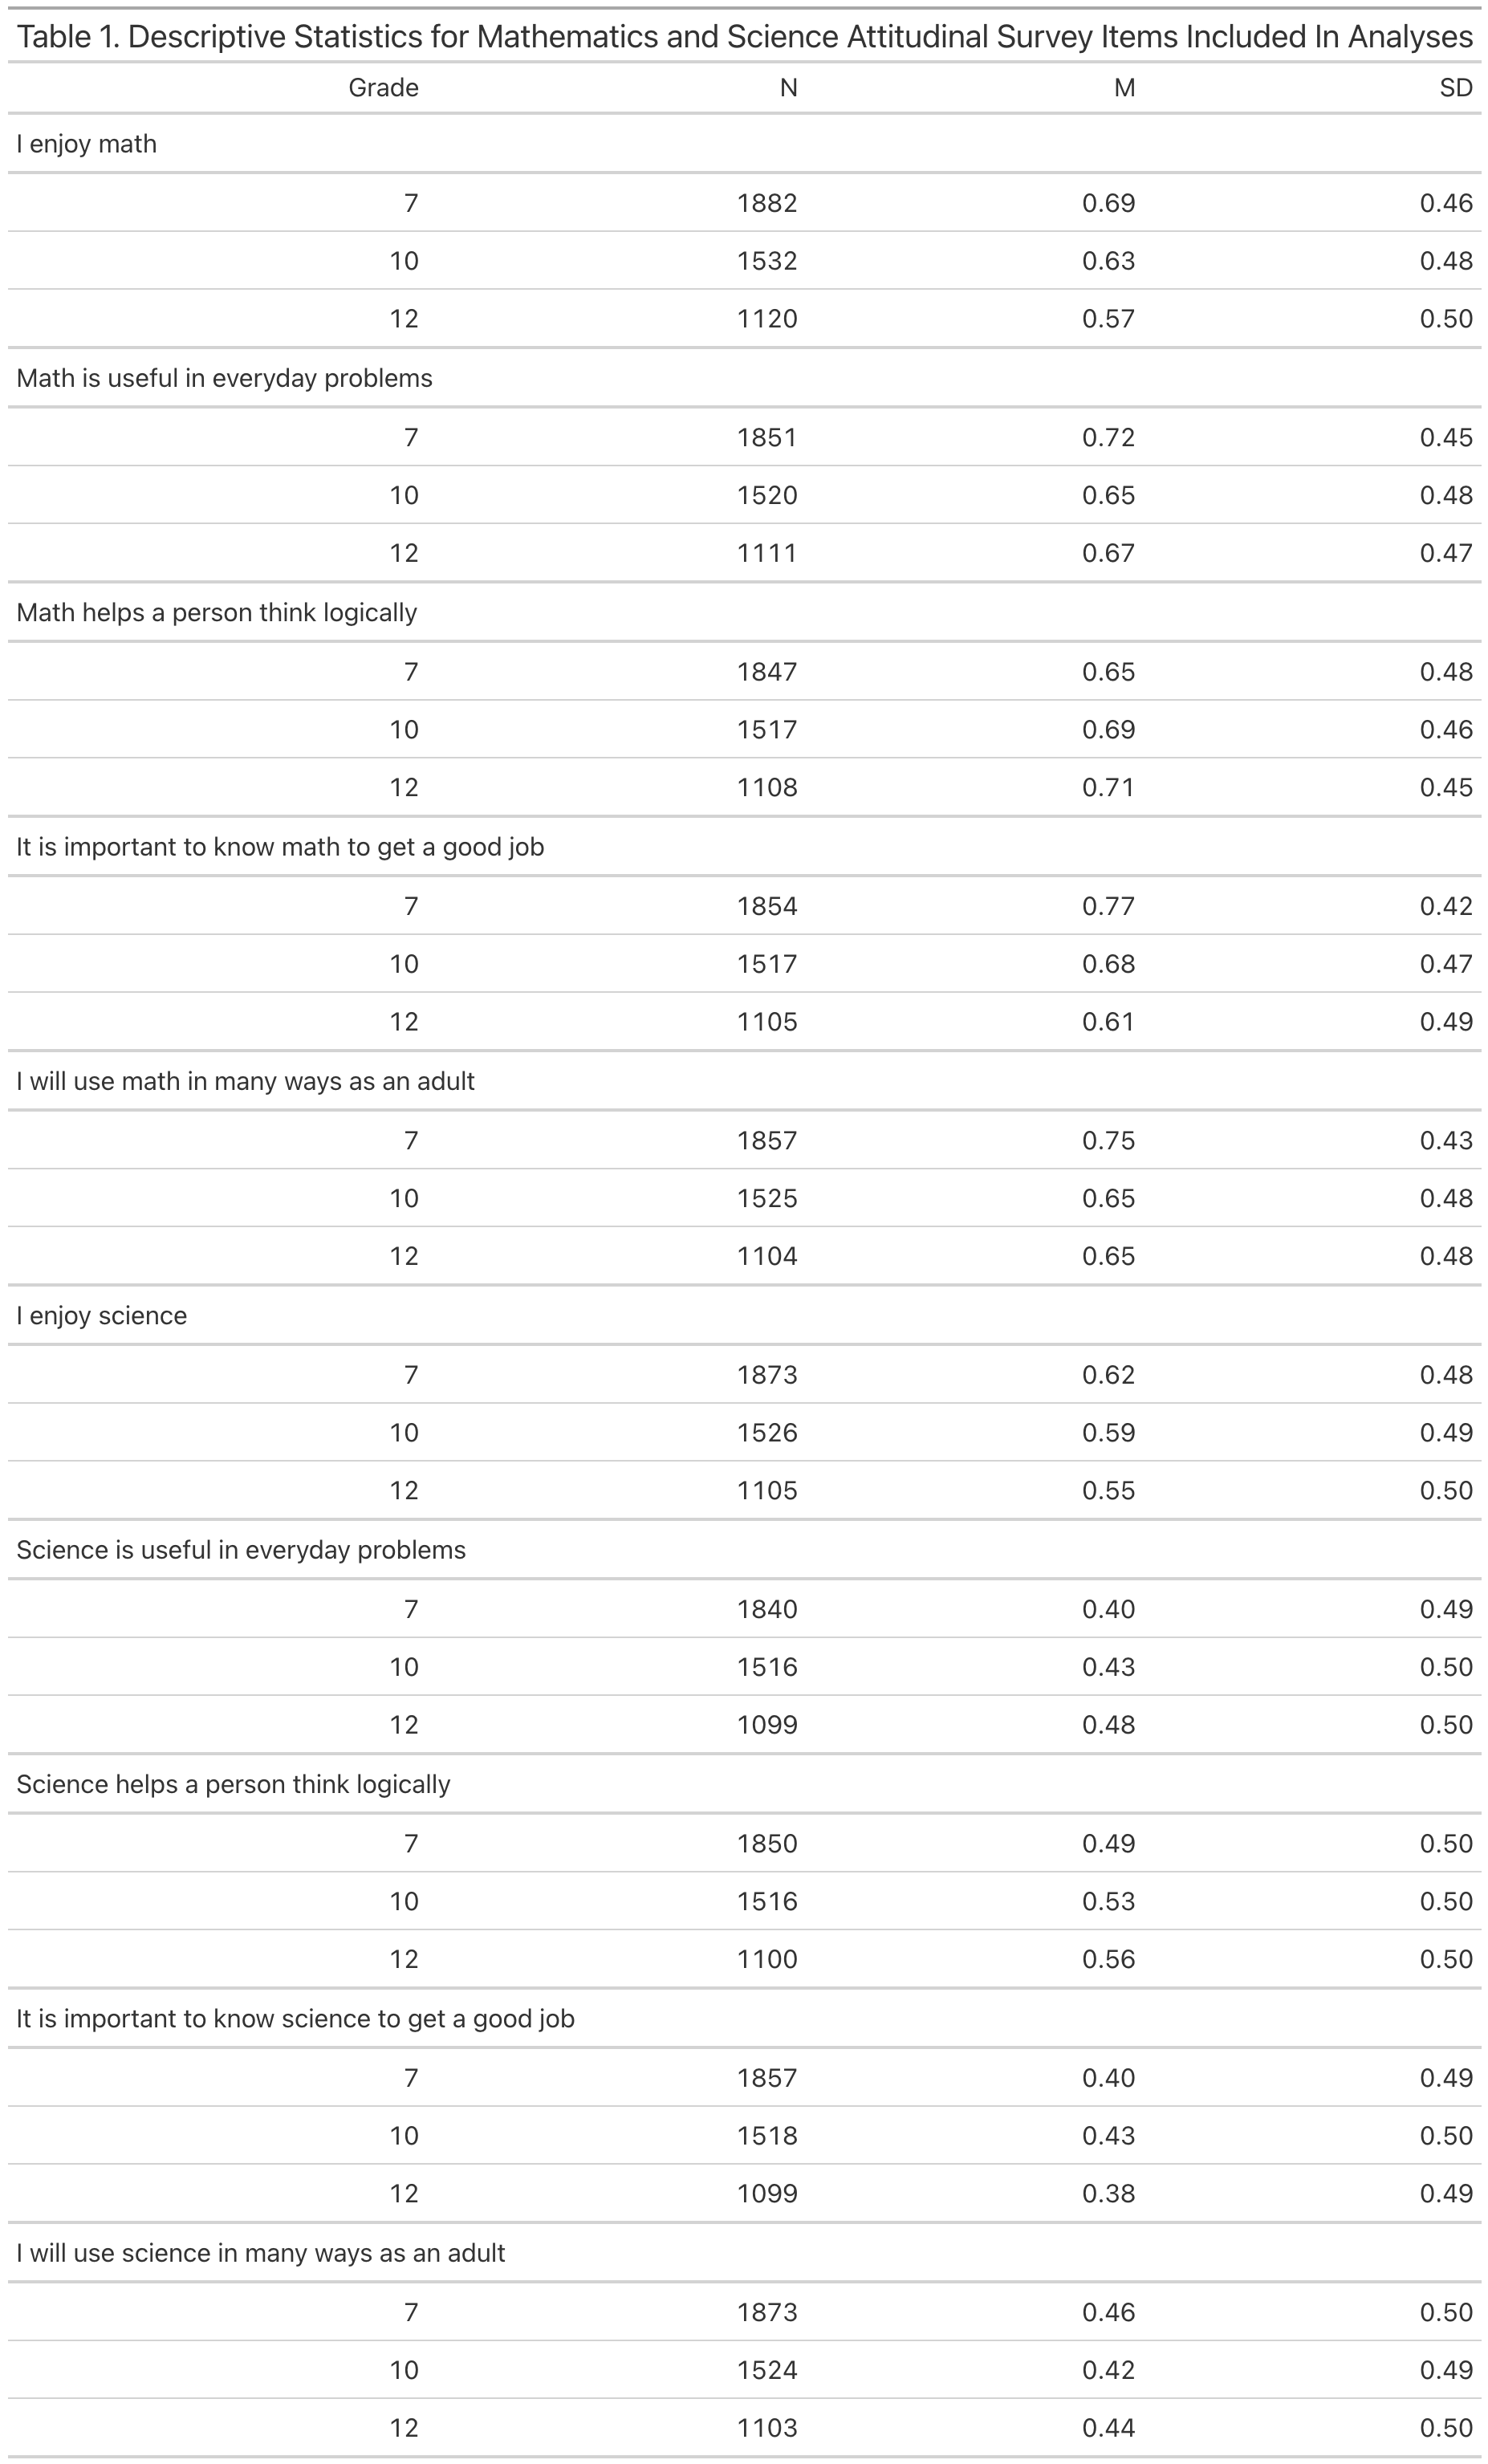 Table 1. Descriptive Statistics for Mathematics and Science Attitudinal Survey Items Included In Analyses
Grade N M SD
I enjoy math
7 1882 0.69 0.46
10 1532 0.63 0.48
12 1120 0.57 0.50
Math is useful in everyday problems
7 1851 0.72 0.45
10 1520 0.65 0.48
12 1111 0.67 0.47
Math helps a person think logically
7 1847 0.65 0.48
10 1517 0.69 0.46
12 1108 0.71 0.45
It is important to know math to get a good job
7 1854 0.77 0.42
10 1517 0.68 0.47
12 1105 0.61 0.49
I will use math in many ways as an adult
7 1857 0.75 0.43
10 1525 0.65 0.48
12 1104 0.65 0.48
I enjoy science
7 1873 0.62 0.48
10 1526 0.59 0.49
12 1105 0.55 0.50
Science is useful in everyday problems
7 1840 0.40 0.49
10 1516 0.43 0.50
12 1099 0.48 0.50
Science helps a person think logically
7 1850 0.49 0.50
10 1516 0.53 0.50
12 1100 0.56 0.50
It is important to know science to get a good job
7 1857 0.40 0.49
10 1518 0.43 0.50
12 1099 0.38 0.49
I will use science in many ways as an adult
7 1873 0.46 0.50
10 1524 0.42 0.49
12 1103 0.44 0.50